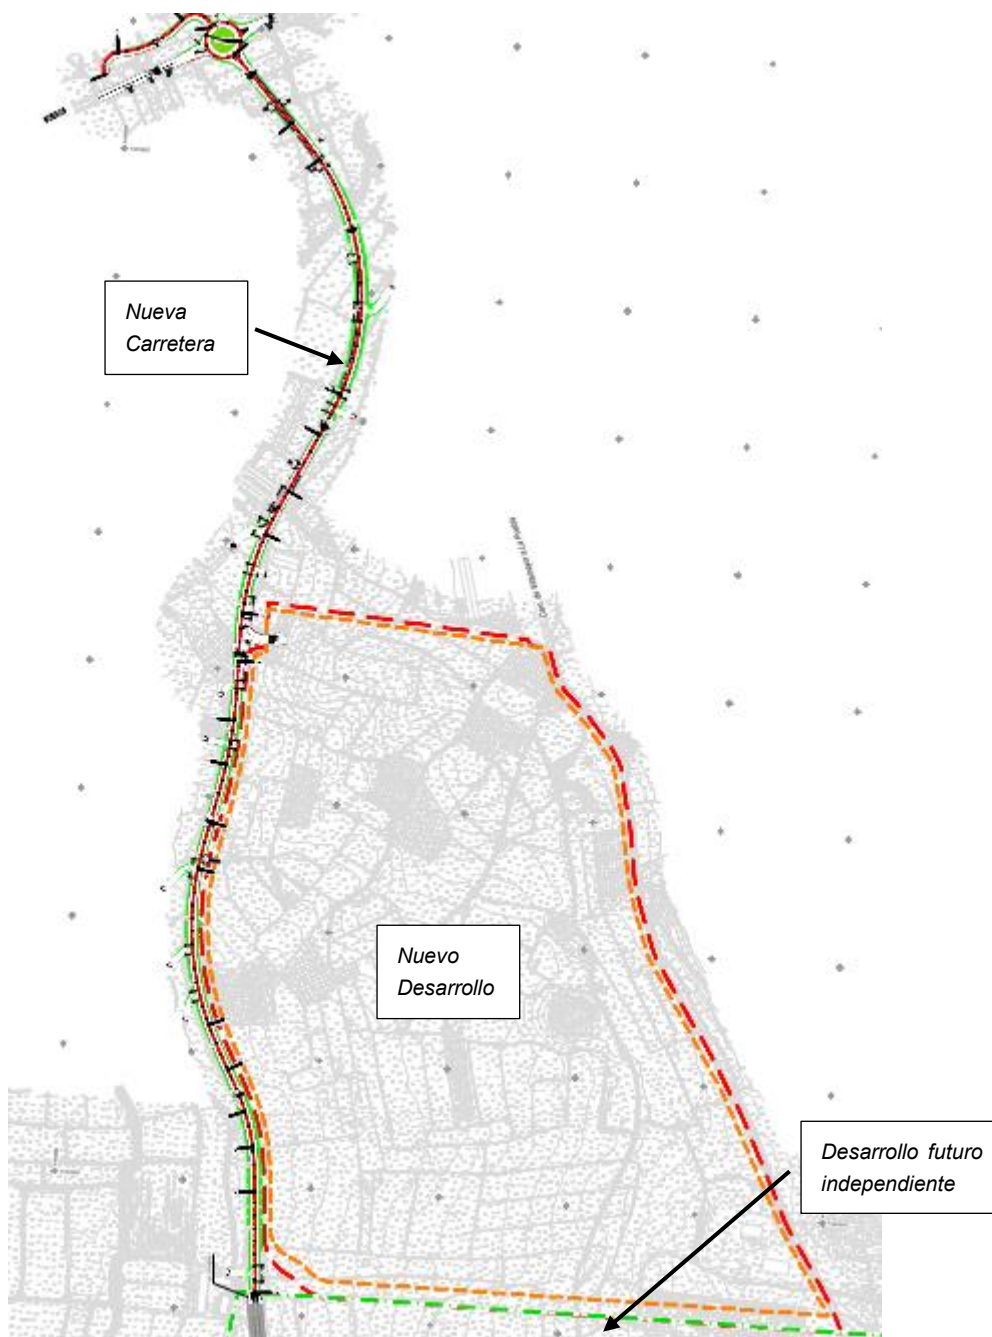 Nueva
Carretera
Nuevo
Desarrollo
Desarrollo futuro
independiente